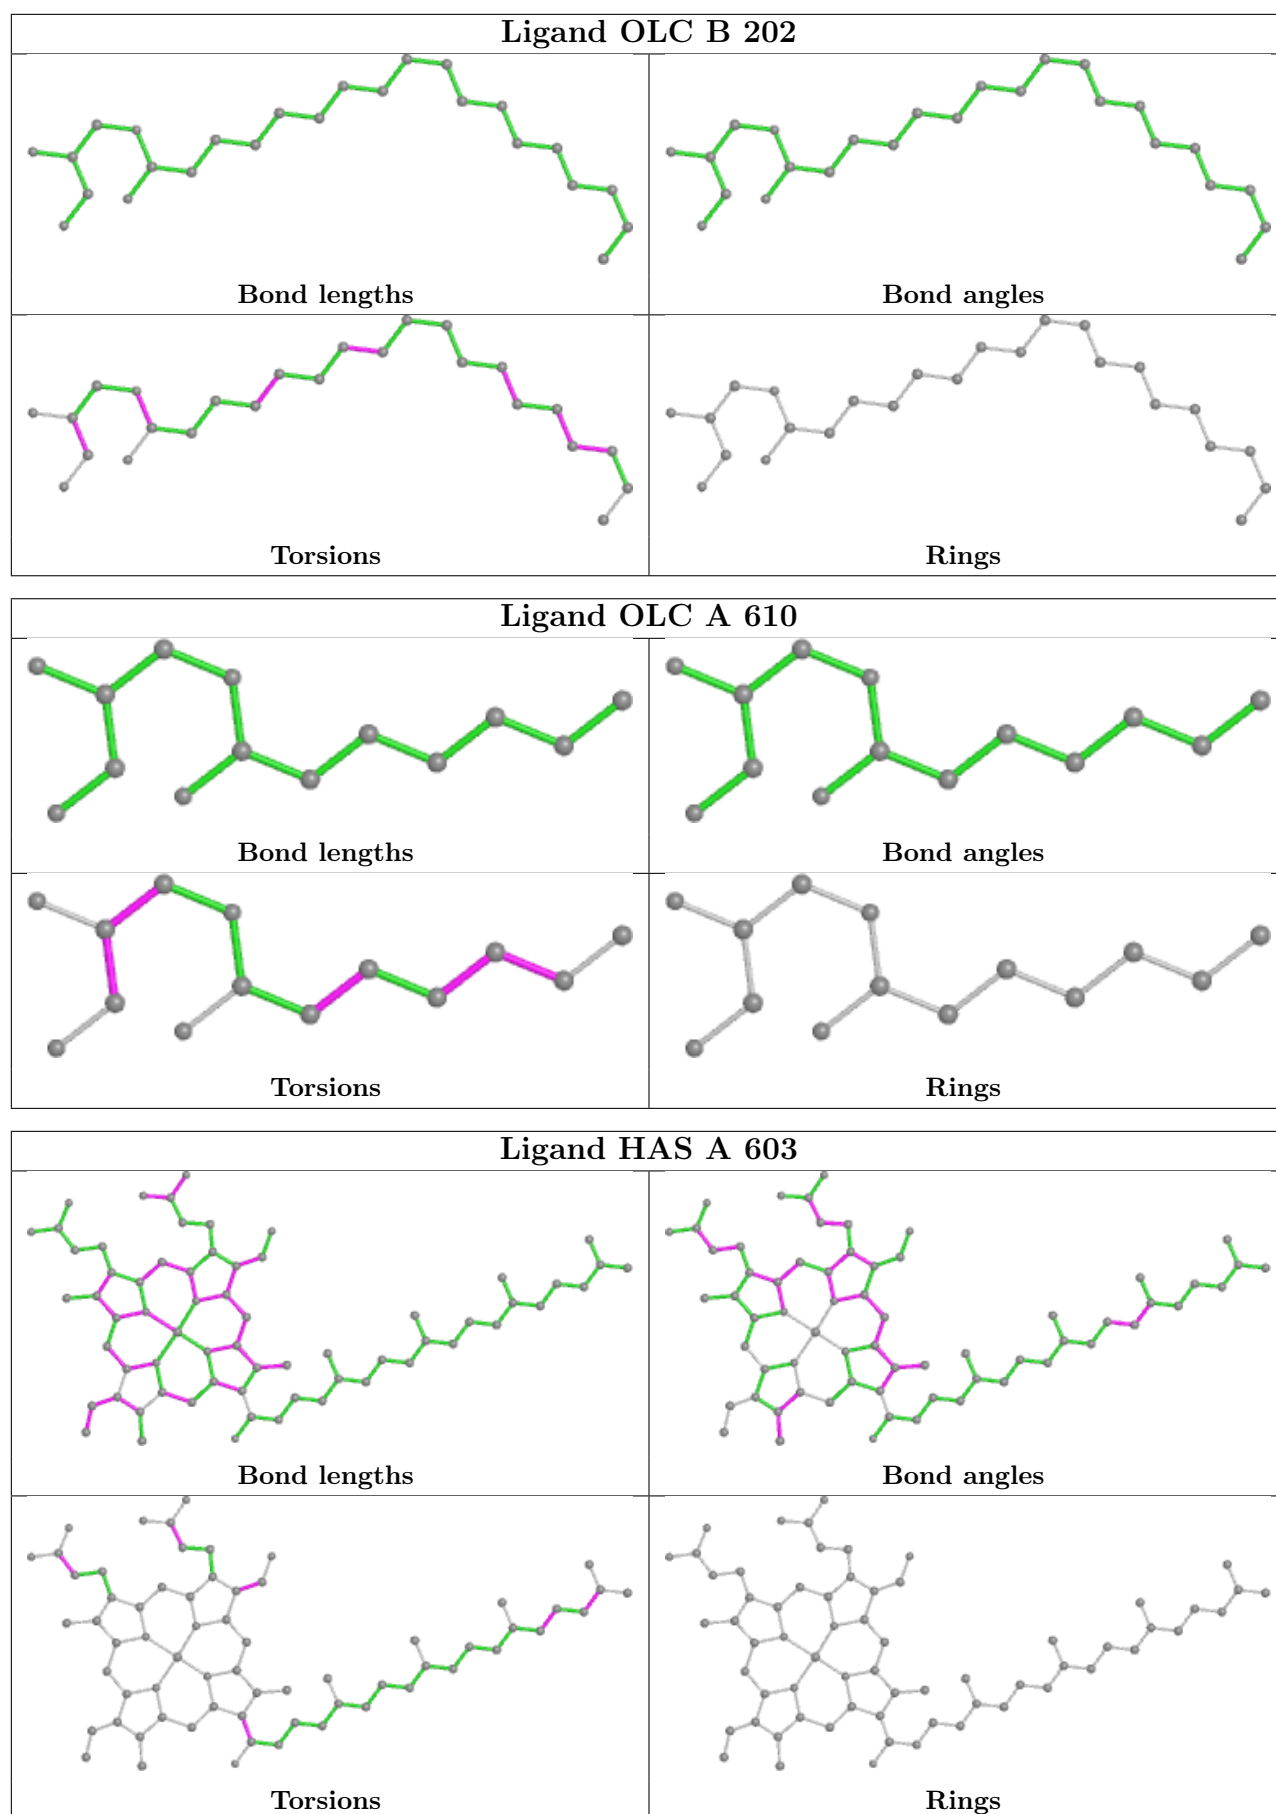 Ligand OLC B 202
Bond lengths
Bond angles
Torsions
Rings
Ligand OLC A 610
Bond lengths
Bond angles
Torsions
Rings
Ligand HAS A 603
Bond lengths
Bond angles
Torsions
Rings